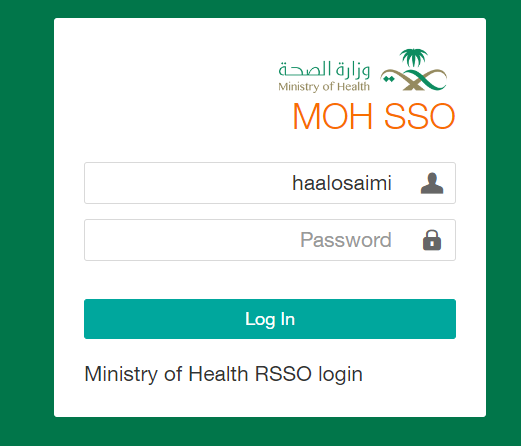 وزارة الصحة
Ministry of Health
MOH SSO
haalosaimi
Password
Log In
Ministry of Health RSSO login